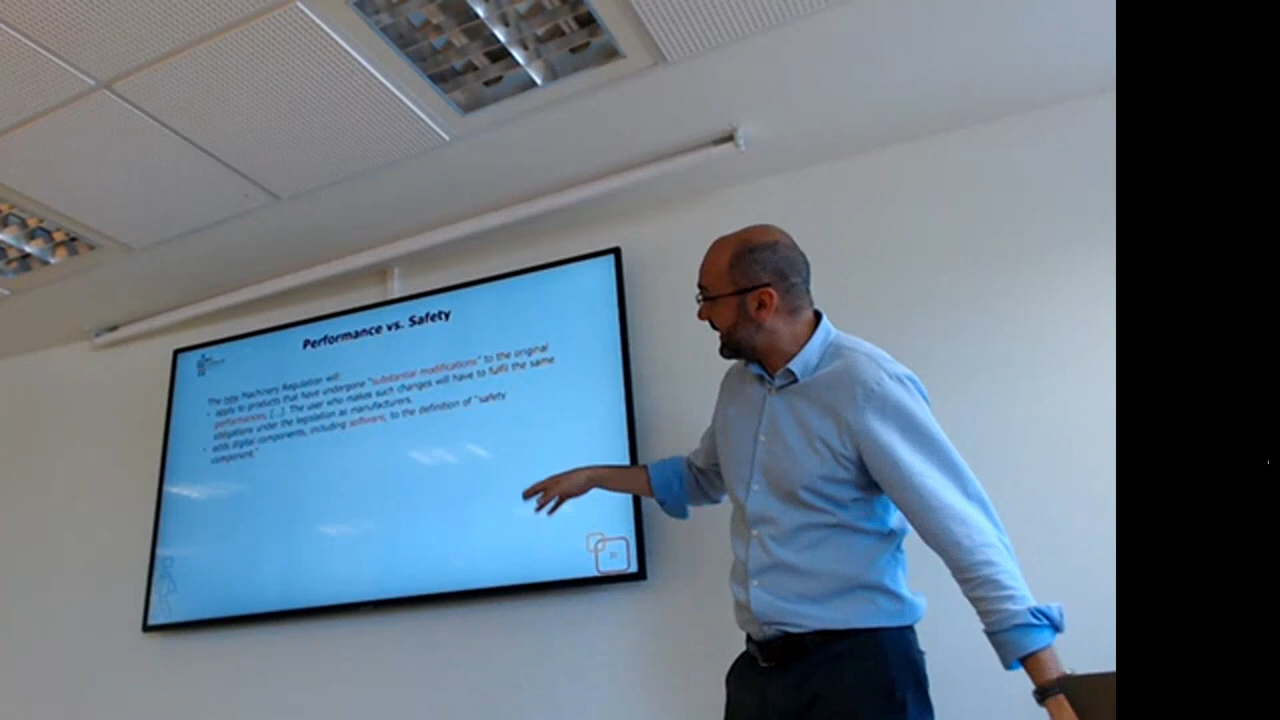 Performance vs. Safety
The new Machinery Regulation will:
• apply to products that have undergone "substantial modifications" to the original
performances, [...]. The user who makes such changes will have to fulfil the same
obligations under the legislation as manufacturers.
• adds digital components, including software, to the definition of "safety
component."